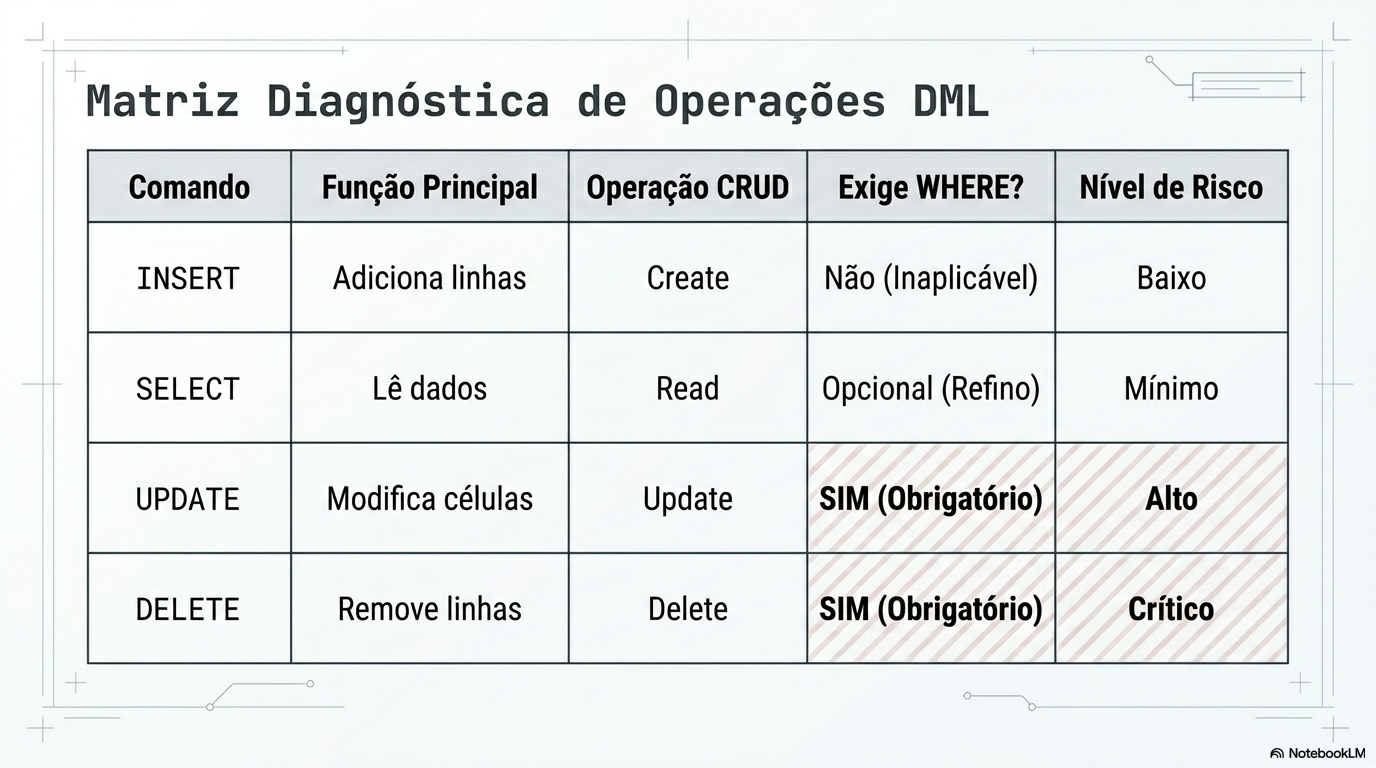 Matriz Diagnóstica de Operações DML
Comando Função Principal Operação CRUD Exige WHERE? Nível de Risco
INSERT Adiciona linhas Create Não (Inaplicável) Baixo
SELECT Lê dados Read Opcional (Refino) Mínimo
UPDATE Modifica células Update SIM (Obrigatório) Alto
DELETE Remove linhas Delete SIM (Obrigatório) Crítico
NotebookLM